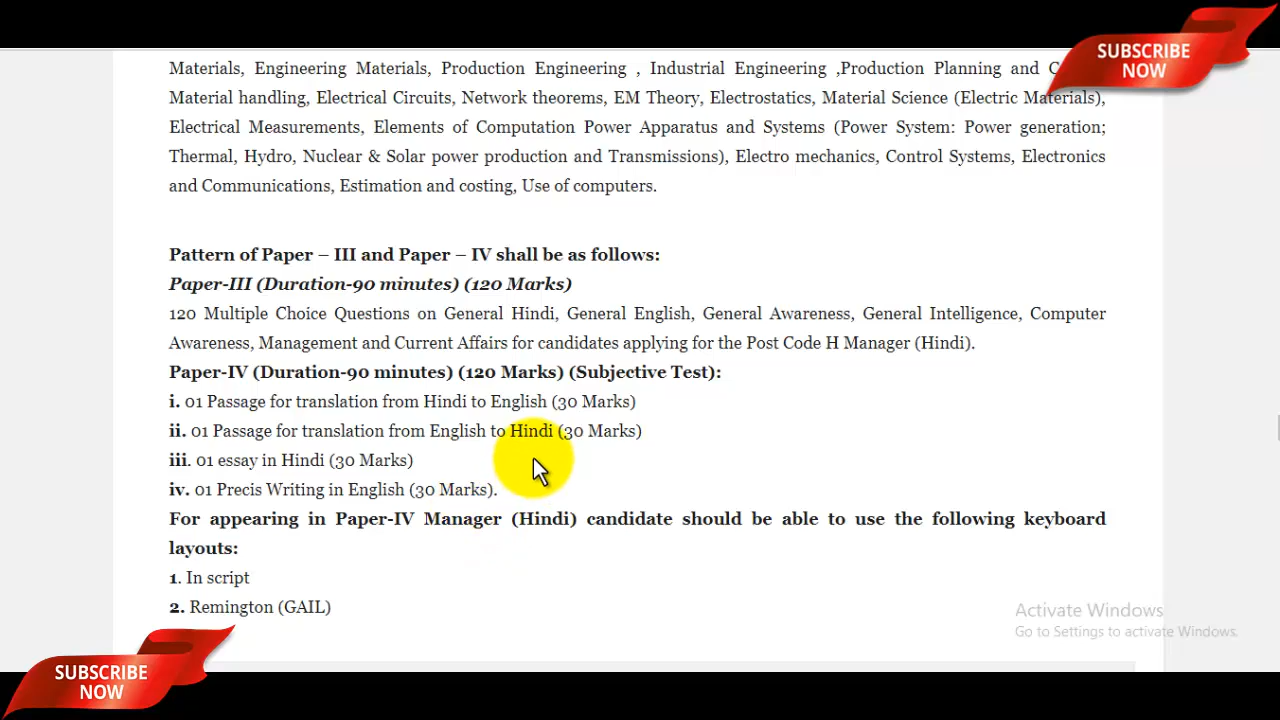 SUBSCRIBE
NOW
Materials, Engineering Materials, Production Engineering , Industrial Engineering ,Production Planning and
Material handling, Electrical Circuits, Network theorems, EM Theory, Electrostatics, Material Science (Electric Materials),
Electrical Measurements, Elements of Computation Power Apparatus and Systems (Power System: Power generation;
Thermal, Hydro, Nuclear & Solar power production and Transmissions), Electro mechanics, Control Systems, Electronics
and Communications, Estimation and costing, Use of computers.
Pattern of Paper – III and Paper – IV shall be as follows:
Paper-III (Duration-90 minutes) (120 Marks)
120 Multiple Choice Questions on General Hindi, General English, General Awareness, General Intelligence, Computer
Awareness, Management and Current Affairs for candidates applying for the Post Code H Manager (Hindi).
Paper-IV (Duration-90 minutes) (120 Marks) (Subjective Test):
i. 01 Passage for translation from Hindi to English (30 Marks)
ii. 01 Passage for translation from English to Hindi (30 Marks)
iii. 01 essay in Hindi (30 Marks)
iv. 01 Precis Writing in English (30 Marks).
For appearing in Paper-IV Manager (Hindi) candidate should be able to use the following keyboard
layouts:
1. In script
2. Remington (GAIL)
Activate Windows
Go to Settings to activate Windows.
SUBSCRIBE
NOW